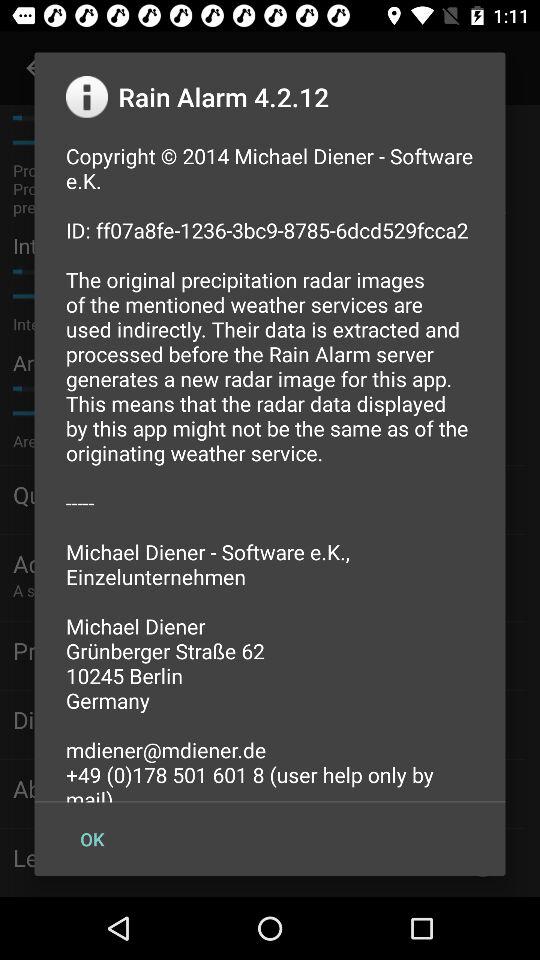 1:11
Rain Alarm 4.2.12
Copyright © 2014 Michael Diener - Software
e.K.
ID: ff07a8fe-1236-3bc9-8785-6dcd529fcca2
The original precipitation radar images
of the mentioned weather services are
used indirectly. Their data is extracted and
processed before the Rain Alarm server
generates a new radar image for this app.
This means that the radar data displayed
by this app might not be the same as of the
originating weather service.
-----
Michael Diener - Software e.K.,
Einzelunternehmen
Michael Diener
Grünberger Straße 62
10245 Berlin
Germany
mdiener@mdiener.de
+49 (0)178 501 601 8 (user help only by
mail)
OK